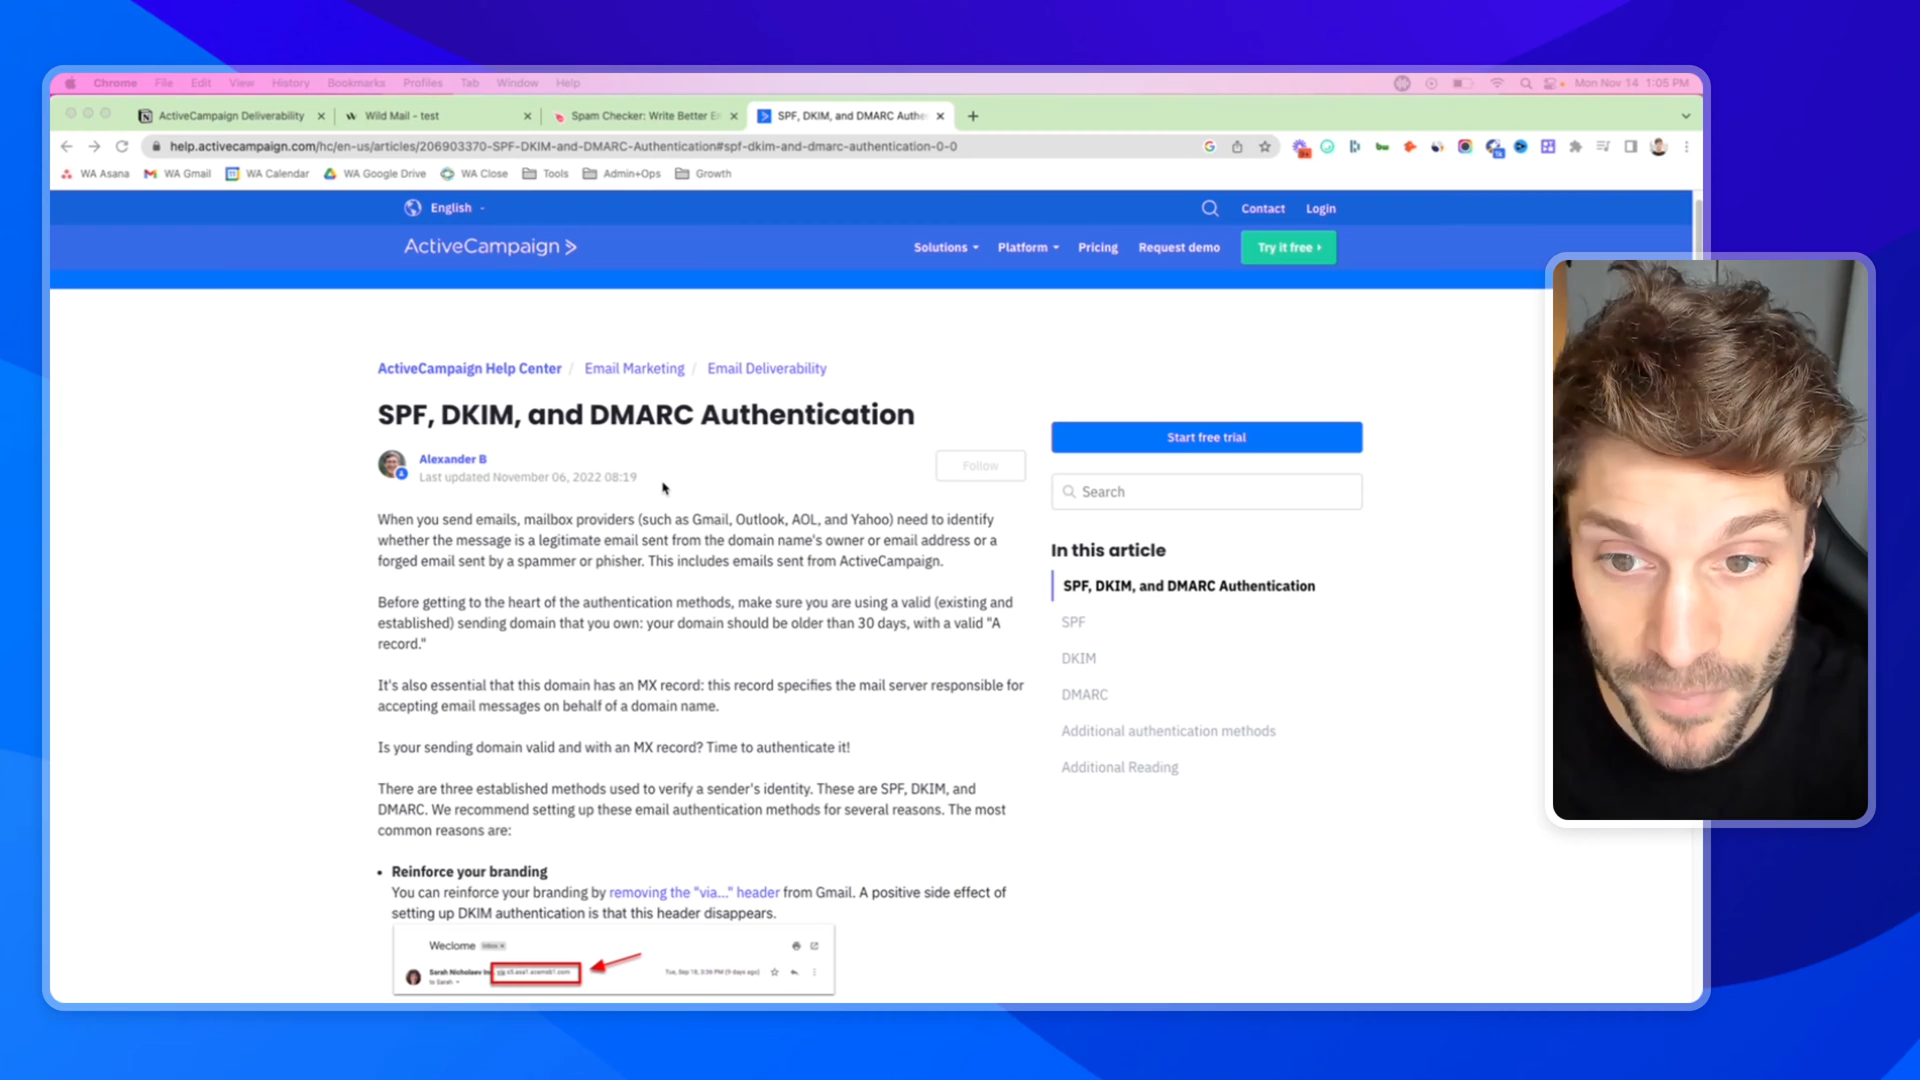 Chrome File Edit View History Bookmarks Profiles Tab Window Help Mon Nov 14 1:05 PM
ActiveCampaign Deliverability Wild Mail - test Spam Checker: Write Better E SPF, DKIM, and DMARC Authe
help.activecampaign.com/hc/en-us/articles/206903370-SPF-DKIM-and-DMARC-Authentication#spf-dkim-and-dmarc-authentication-0-0
WA Asana WA Gmail WA Calendar WA Google Drive WA Close Tools Admin+Ops Growth
English Contact Login
ActiveCampaign > Solutions Platform Pricing Request demo Try it free
ActiveCampaign Help Center / Email Marketing / Email Deliverability
SPF, DKIM, and DMARC Authentication
Alexander B
Last updated November 06, 2022 08:19
Follow
When you send emails, mailbox providers (such as Gmail, Outlook, AOL, and Yahoo) need to identify
whether the message is a legitimate email sent from the domain name's owner or email address or a
forged email sent by a spammer or phisher. This includes emails sent from ActiveCampaign.
Before getting to the heart of the authentication methods, make sure you are using a valid (existing and
established) sending domain that you own: your domain should be older than 30 days, with a valid "A
record."
It's also essential that this domain has an MX record: this record specifies the mail server responsible for
accepting email messages on behalf of a domain name.
Is your sending domain valid and with an MX record? Time to authenticate it!
There are three established methods used to verify a sender's identity. These are SPF, DKIM, and
DMARC. We recommend setting up these email authentication methods for several reasons. The most
common reasons are:
• Reinforce your branding
You can reinforce your branding by removing the "via..." header from Gmail. A positive side effect of
setting up DKIM authentication is that this header disappears.
Weclome Inbox x
Sarah Nicholaev Tue, Sep 18, 3:36 PM (9 days ago)
to Sarah
Start free trial
Search
In this article
SPF, DKIM, and DMARC Authentication
SPF
DKIM
DMARC
Additional authentication methods
Additional Reading